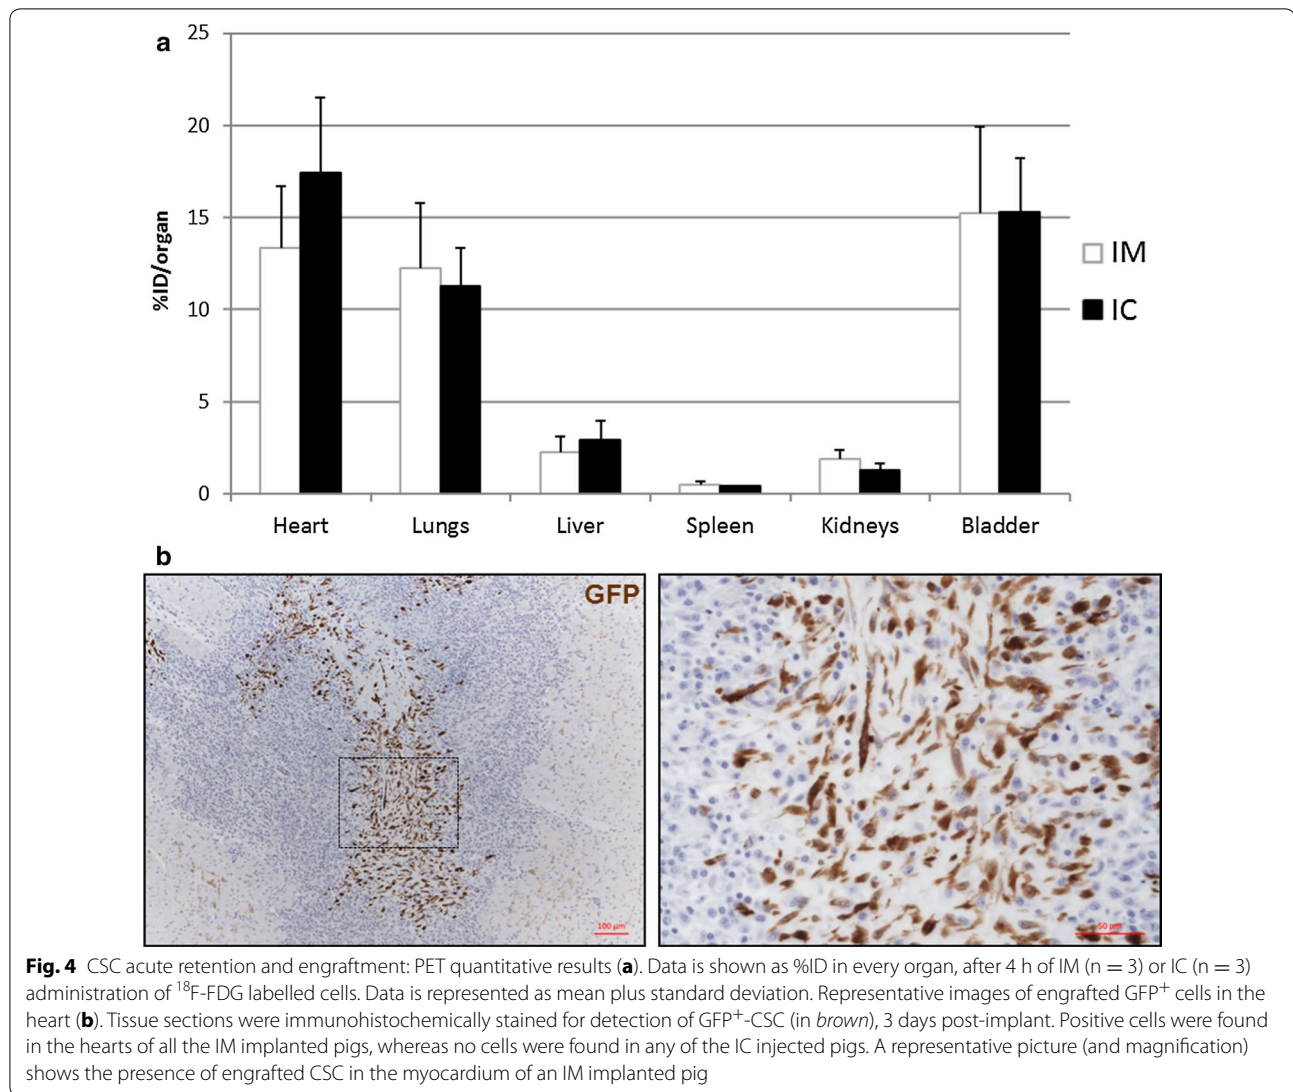 a
25
20
15
10
5
0
%ID/organ
IM
IC
Heart Lungs Liver Spleen Kidneys Bladder
b
GFP
100 µm
50 µm
Fig. 4 CSC acute retention and engraftment: PET quantitative results (a). Data is shown as %ID in every organ, after 4 h of IM (n = 3) or IC (n = 3)
administration of ¹⁸F-FDG labelled cells. Data is represented as mean plus standard deviation. Representative images of engrafted GFP⁺ cells in the
heart (b). Tissue sections were immunohistochemically stained for detection of GFP⁺-CSC (in brown), 3 days post-implant. Positive cells were found
in the hearts of all the IM implanted pigs, whereas no cells were found in any of the IC injected pigs. A representative picture (and magnification)
shows the presence of engrafted CSC in the myocardium of an IM implanted pig